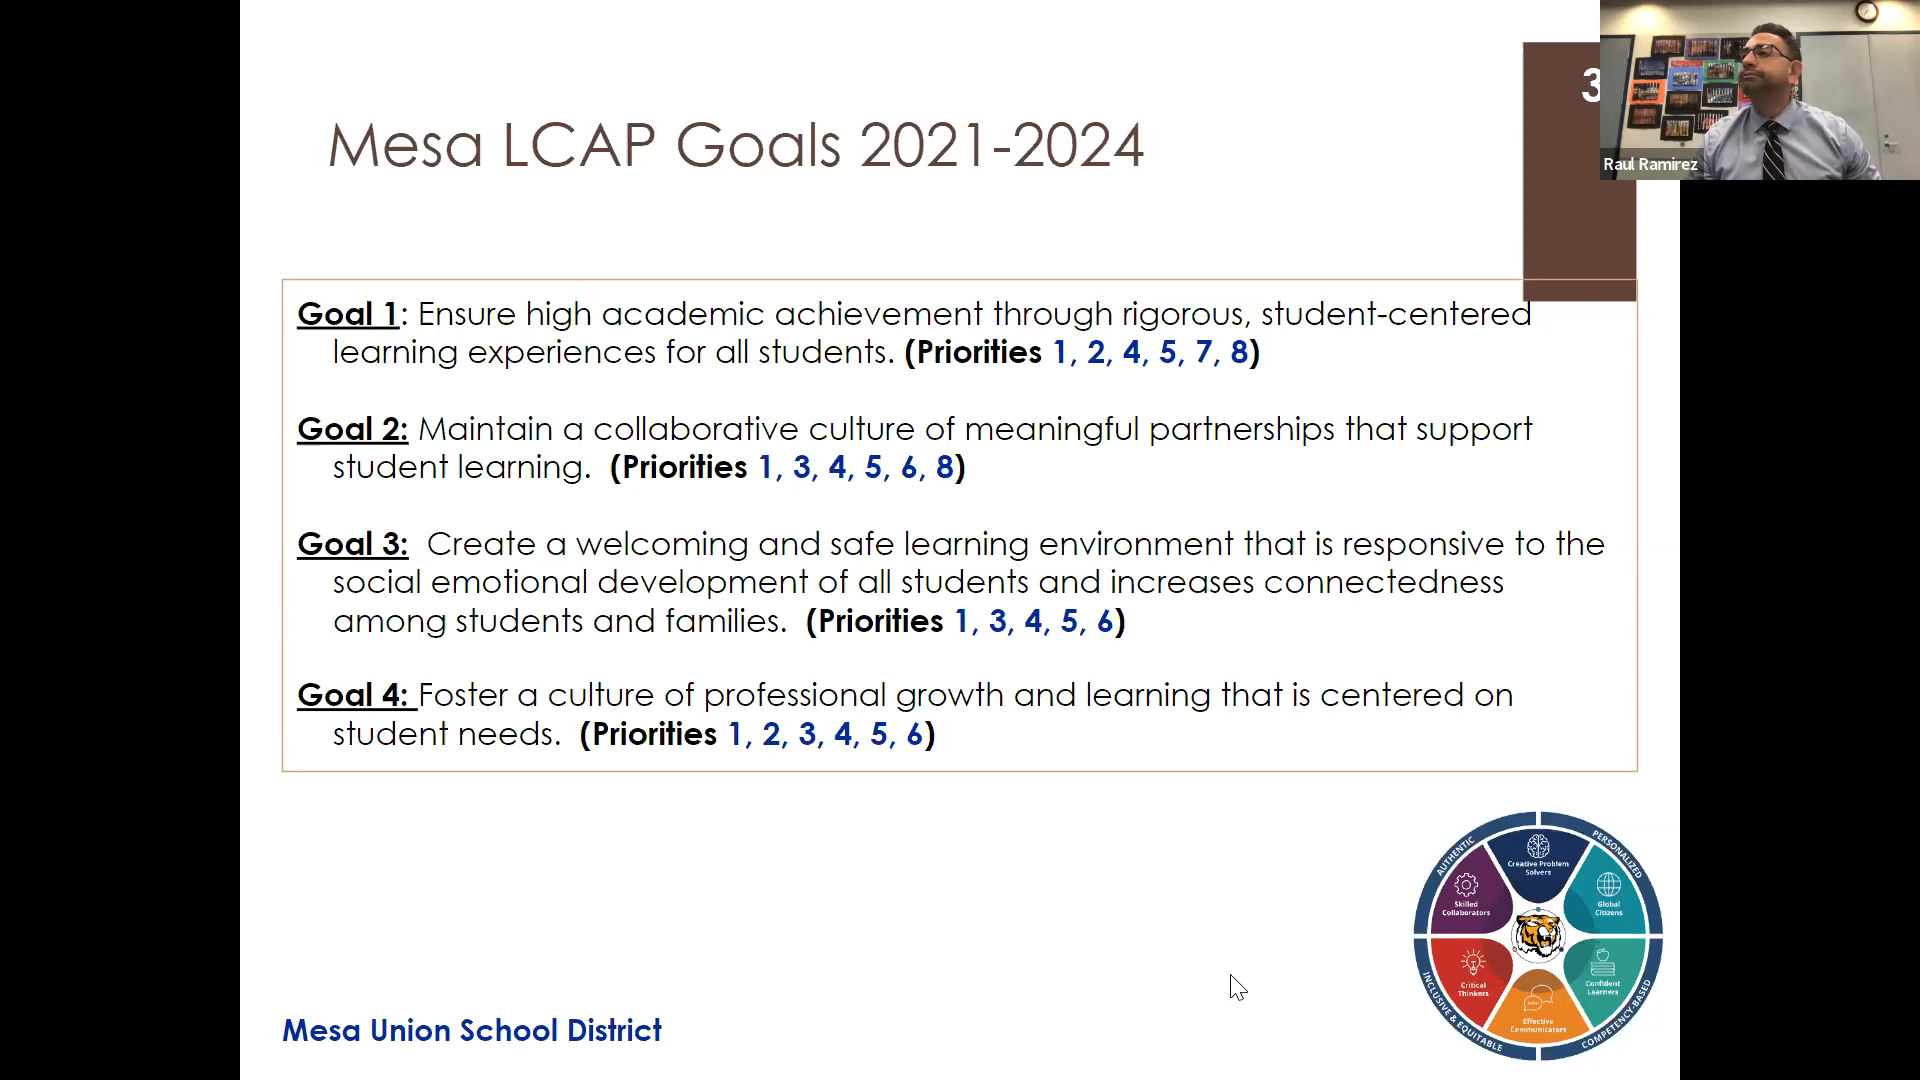 3
Raul Ramirez
Mesa LCAP Goals 2021-2024
Goal 1: Ensure high academic achievement through rigorous, student-centered
learning experiences for all students. (Priorities 1, 2, 4, 5, 7, 8)
Goal 2: Maintain a collaborative culture of meaningful partnerships that support
student learning. (Priorities 1, 3, 4, 5, 6, 8)
Goal 3: Create a welcoming and safe learning environment that is responsive to the
social emotional development of all students and increases connectedness
among students and families. (Priorities 1, 3, 4, 5, 6)
Goal 4: Foster a culture of professional growth and learning that is centered on
student needs. (Priorities 1, 2, 3, 4, 5, 6)
AUTHENTIC
PERSONALIZED
Creative Problem
Solvers
Skilled
Collaborators
Global
Citizens
Critical
Thinkers
Confident
Learners
Effective
Communicators
INCLUSIVE & EQUITABLE
COMPETENCY-BASED
Mesa Union School District